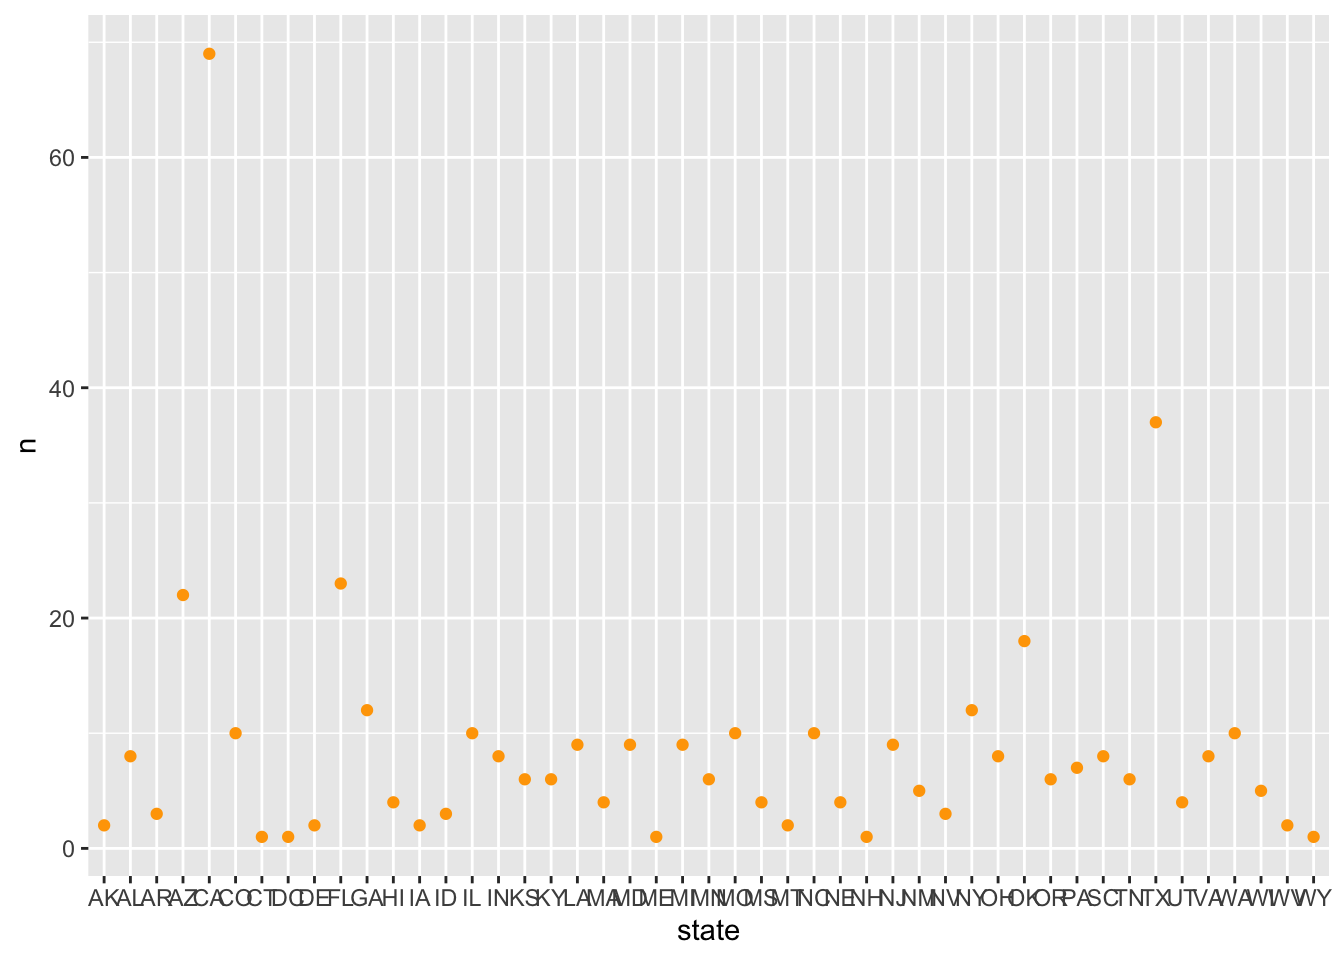 60
40
20
0
n
AK AL AR AZ CA CO CT DC DE FL GA HI IA ID IL IN KS KY LA MA MD ME MI MN MO MS MT NC NE NH NJ NM NV NY OH OK OR PA SC TN TX UT VA WA WI WV WY
state